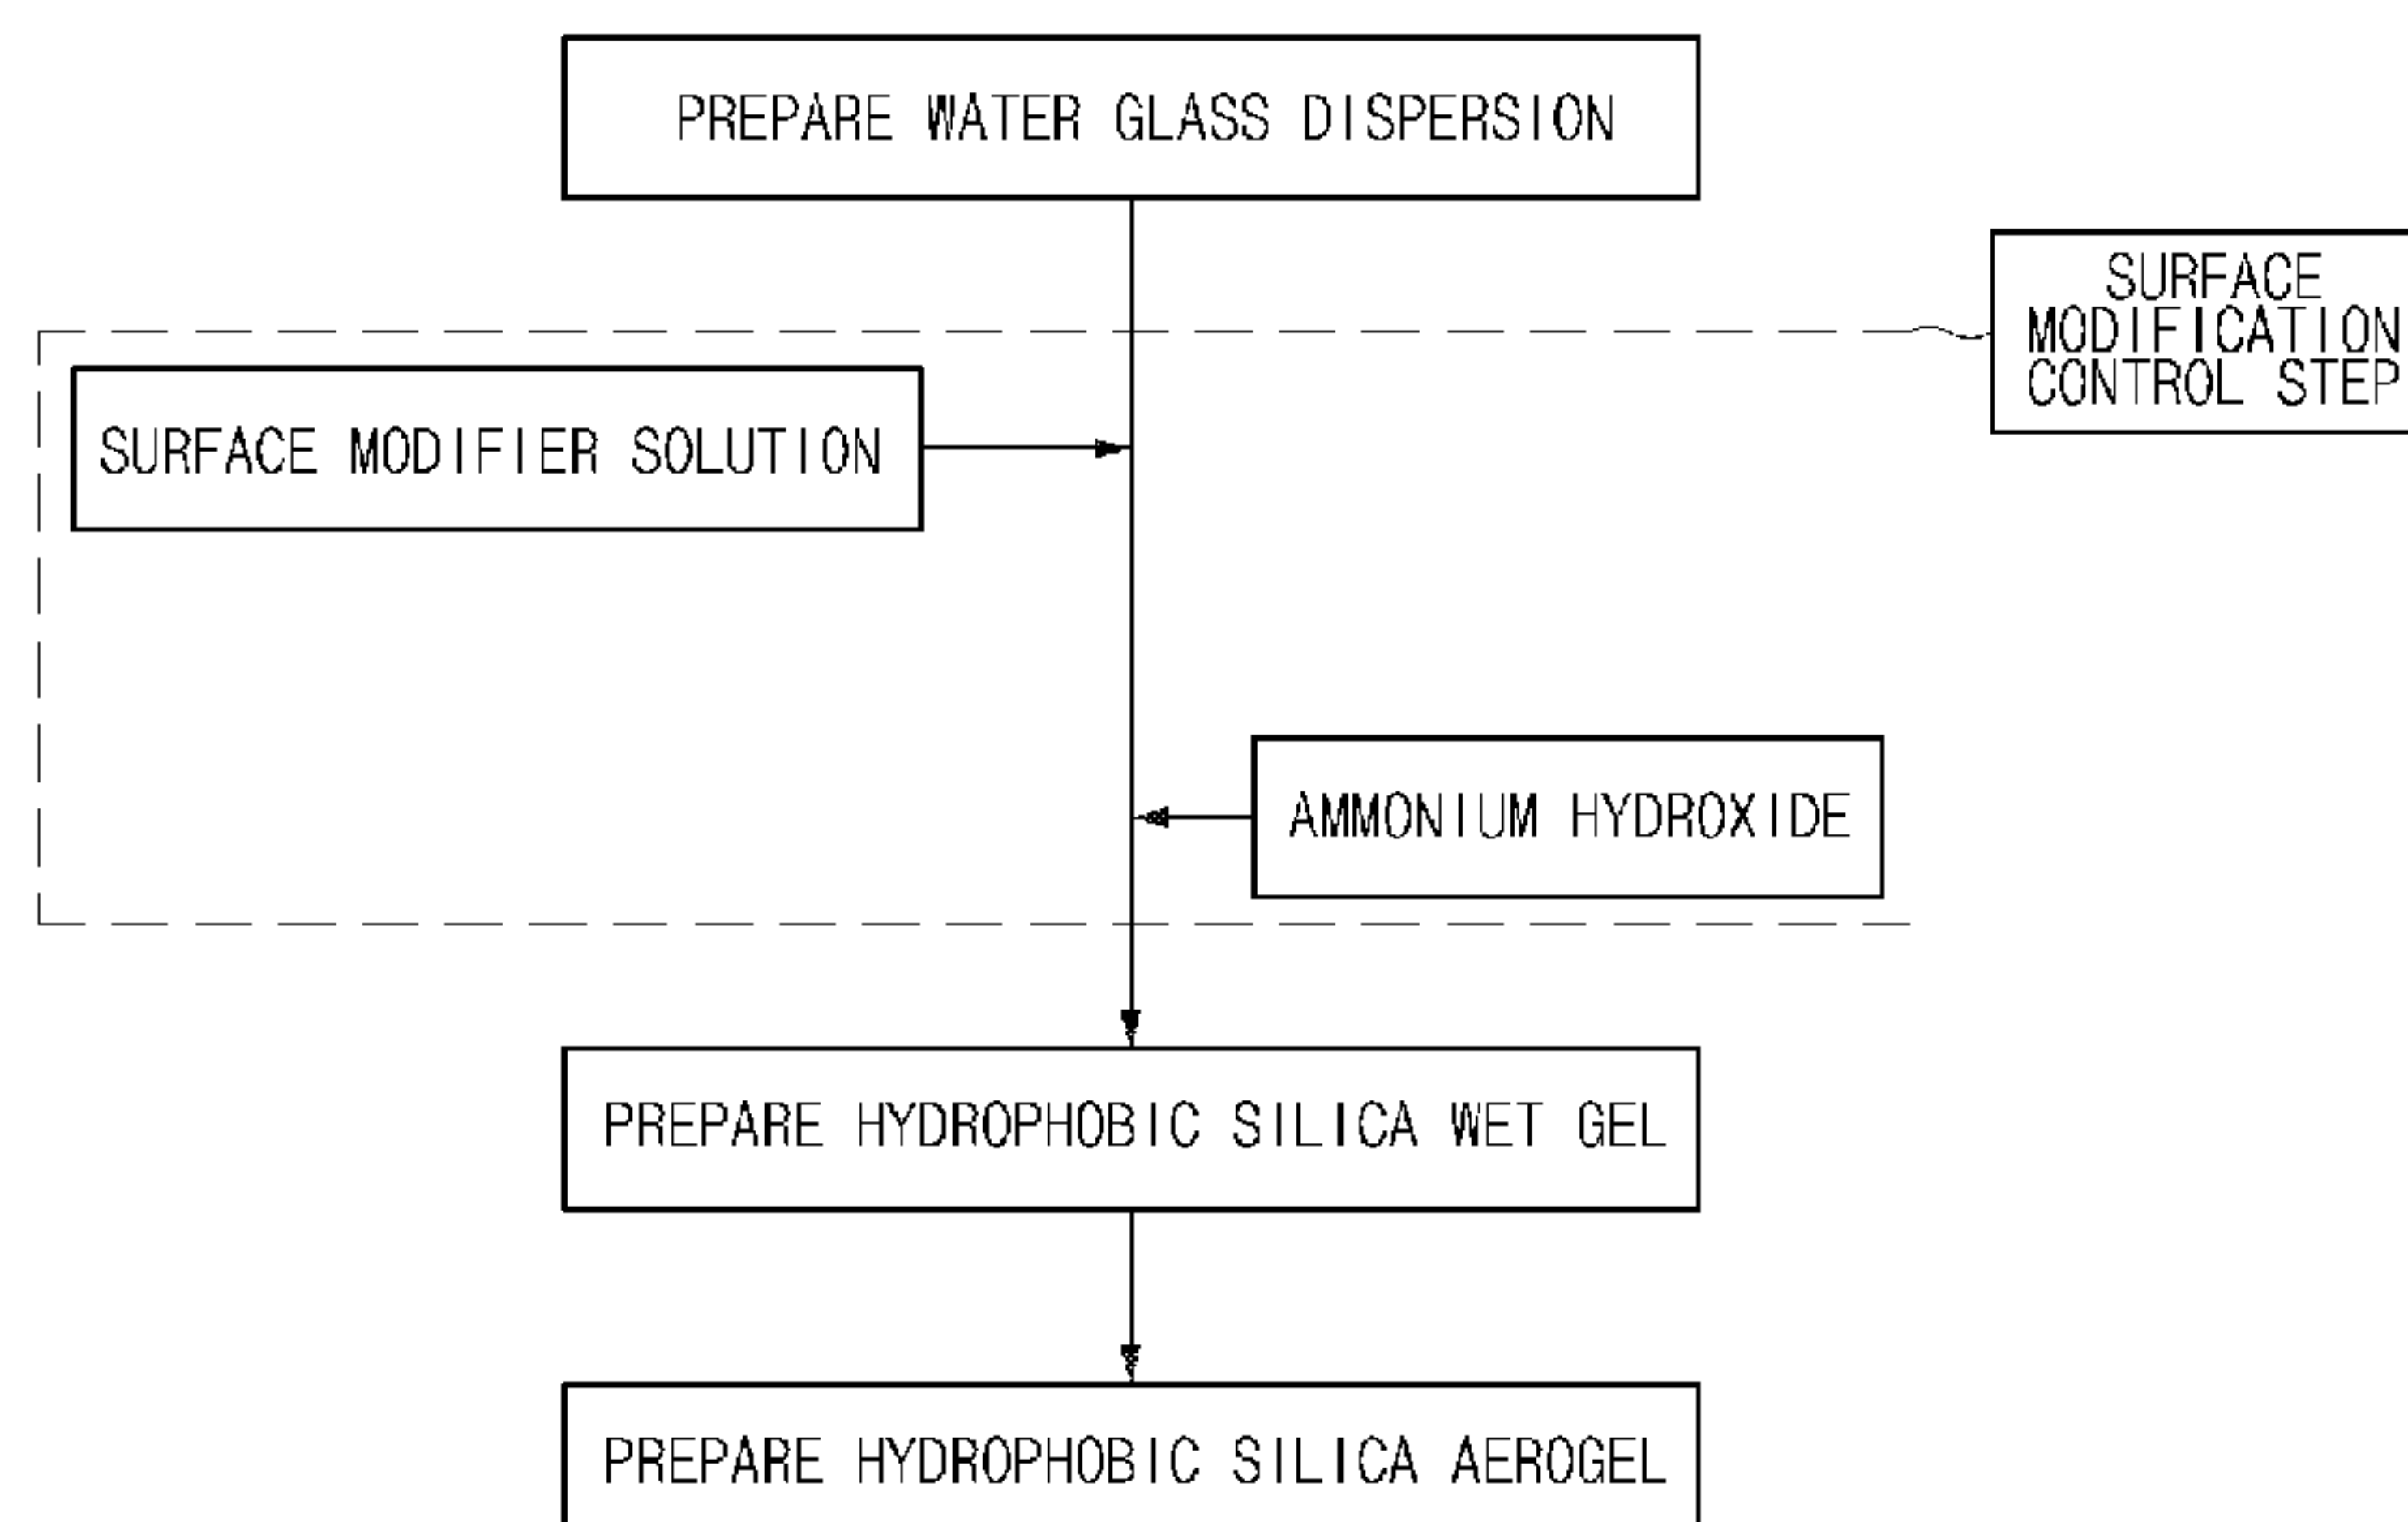 PREPARE WATER GLASS DISPERSION
SURFACE
MODIFICATION
CONTROL STEP
SURFACE MODIFIER SOLUTION
AMMONIUM HYDROXIDE
PREPARE HYDROPHOBIC SILICA WET GEL
PREPARE HYDROPHOBIC SILICA AEROGEL